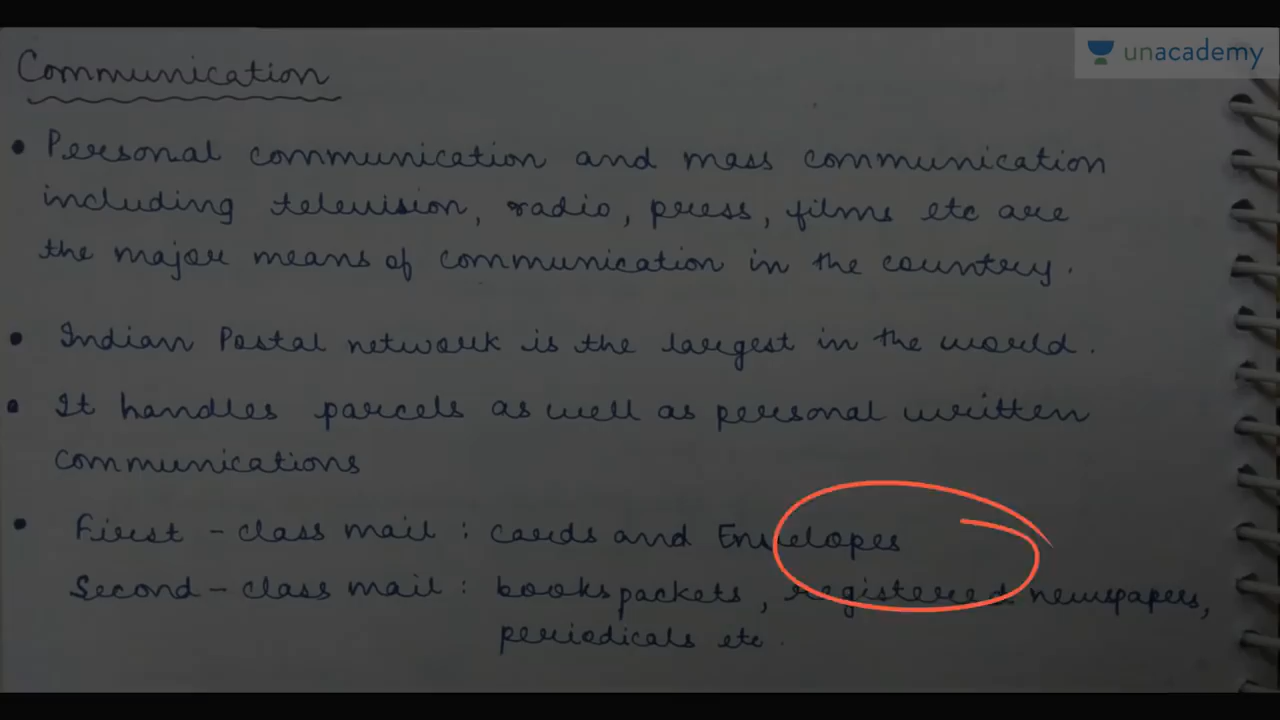 unacademy
Communication
• Personal communication and mass communication
including television, radio, press, films etc are
the major means of communication in the country.
• Indian Postal network is the largest in the world.
• It handles parcels as well as personal written
communications
• First-class mail : cards and Envelopes
Second-class mail : books packets, registered newspapers,
periodicals etc.